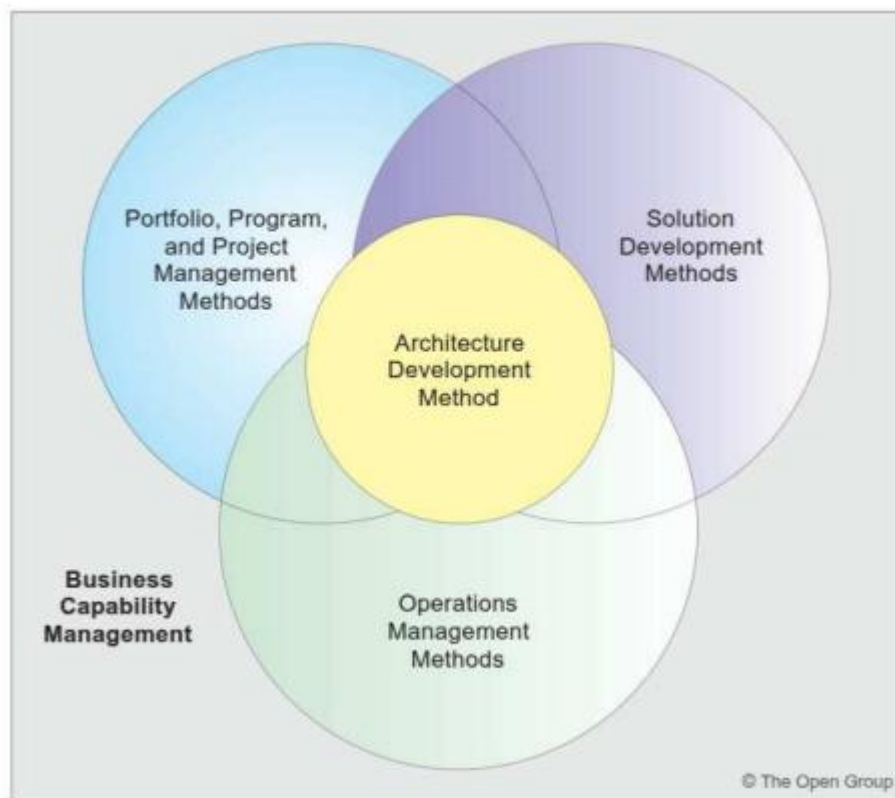 Portfolio, Program,
and Project
Management
Methods
Solution
Development
Methods
Architecture
Development
Method
Business
Capability
Management
Operations
Management
Methods
© The Open Group